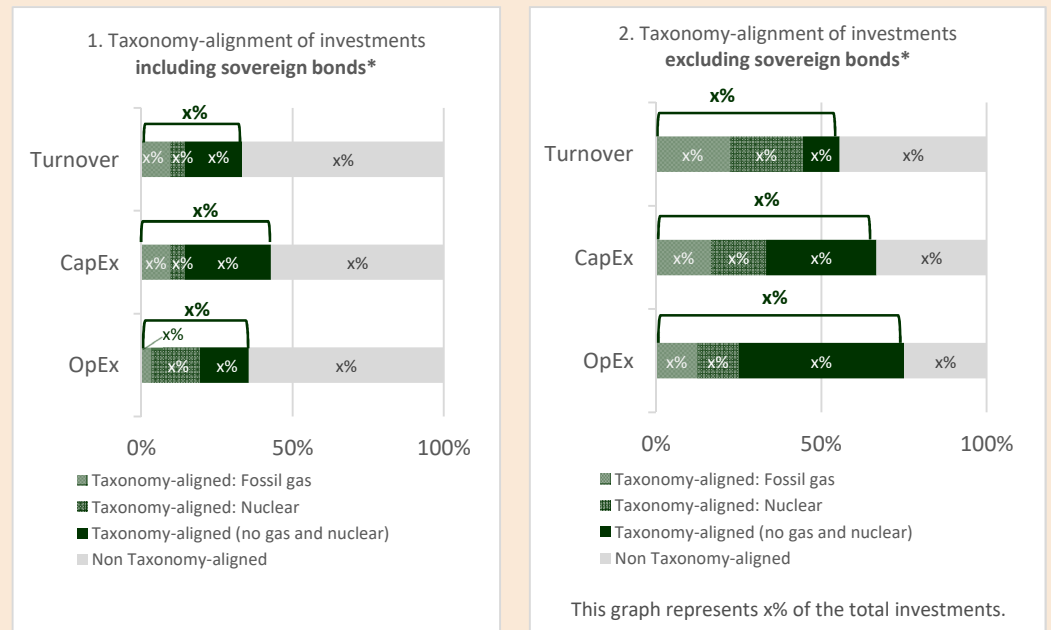 1. Taxonomy-alignment of investments
including sovereign bonds*
x%
Turnover
x% x% x% x%
x%
CapEx
x% x% x% x%
x%
x%
OpEx
x% x% x%
0% 50% 100%
Taxonomy-aligned: Fossil gas
Taxonomy-aligned: Nuclear
Taxonomy-aligned (no gas and nuclear)
Non Taxonomy-aligned
2. Taxonomy-alignment of investments
excluding sovereign bonds*
x%
Turnover
x% x% x% x%
x%
CapEx
x% x% x% x%
x%
OpEx
x% x% x% x%
0% 50% 100%
Taxonomy-aligned: Fossil gas
Taxonomy-aligned: Nuclear
Taxonomy-aligned (no gas and nuclear)
Non Taxonomy-aligned
This graph represents x% of the total investments.